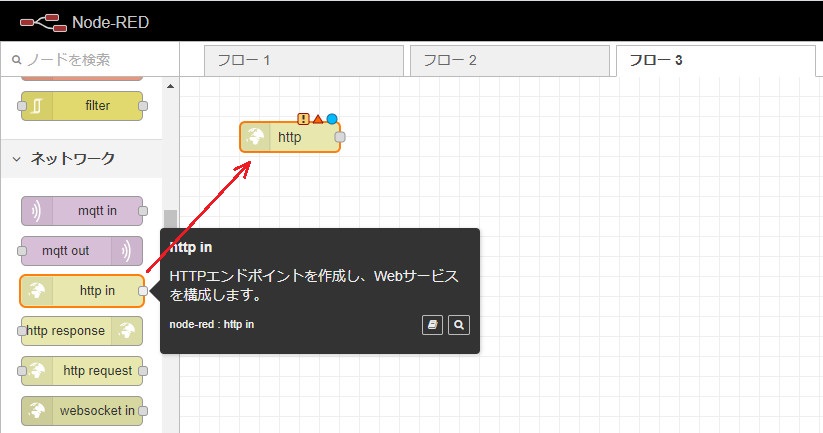 Node-RED
ノードを検索
フロー 1
フロー 2
フロー 3
filter
http
ネットワーク
mqtt in
mqtt out
http in
http response
http request
websocket in
http in
HTTPエンドポイントを作成し、Webサービス
を構成します。
node-red : http in